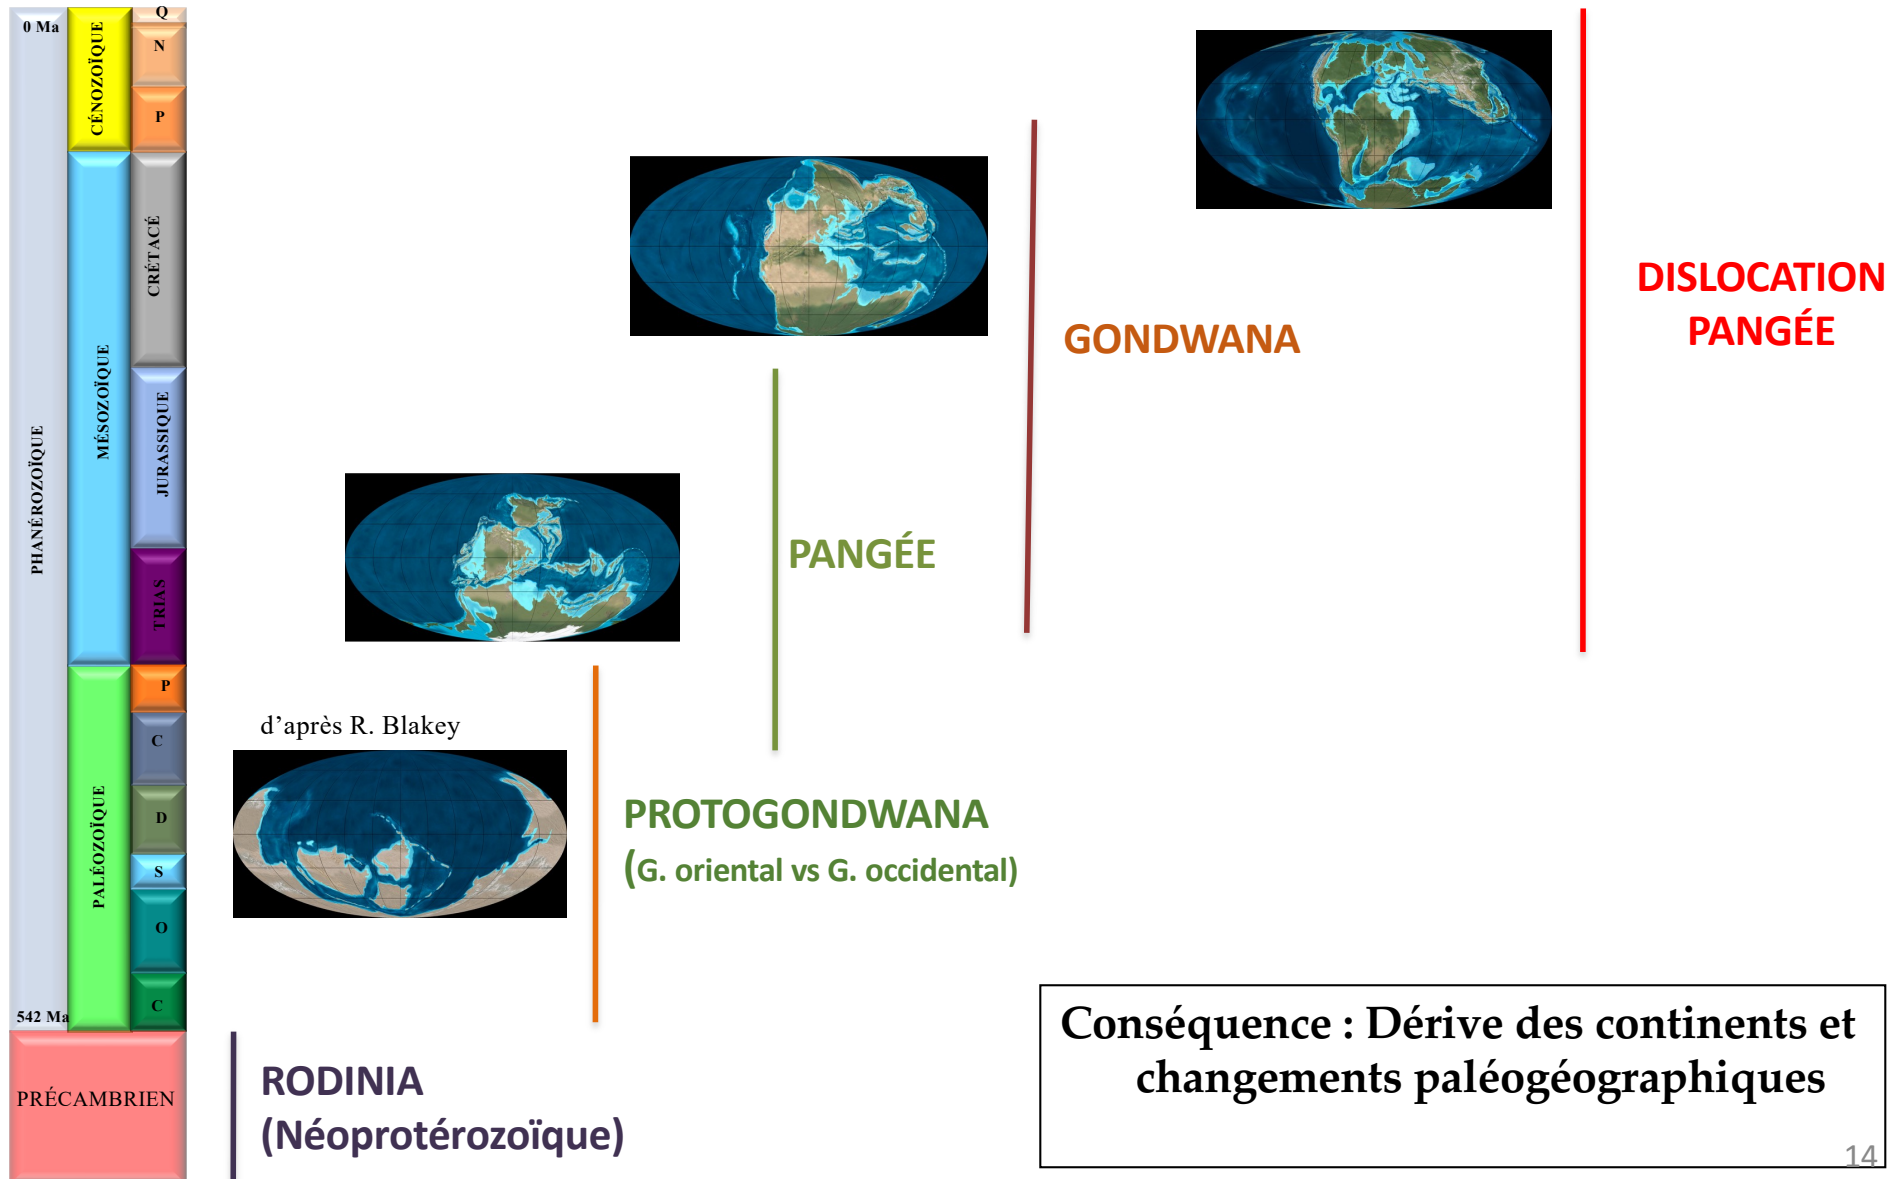 0 Ma
PHANÉROZOÏQUE
542 Ma
CÉNOZOÏQUE
MÉSOZOÏQUE
PALÉOZOÏQUE
Q
N
P
CRÉTACÉ
JURASSIQUE
TRIAS
P
C
D
S
O
C
PRÉCAMBRIEN
d’après R. Blakey
RODINIA
(Néoprotérozoïque)
PROTOGONDWANA
(G. oriental vs G. occidental)
PANGÉE
GONDWANA
DISLOCATION
PANGÉE
Conséquence : Dérive des continents et
changements paléogéographiques
14